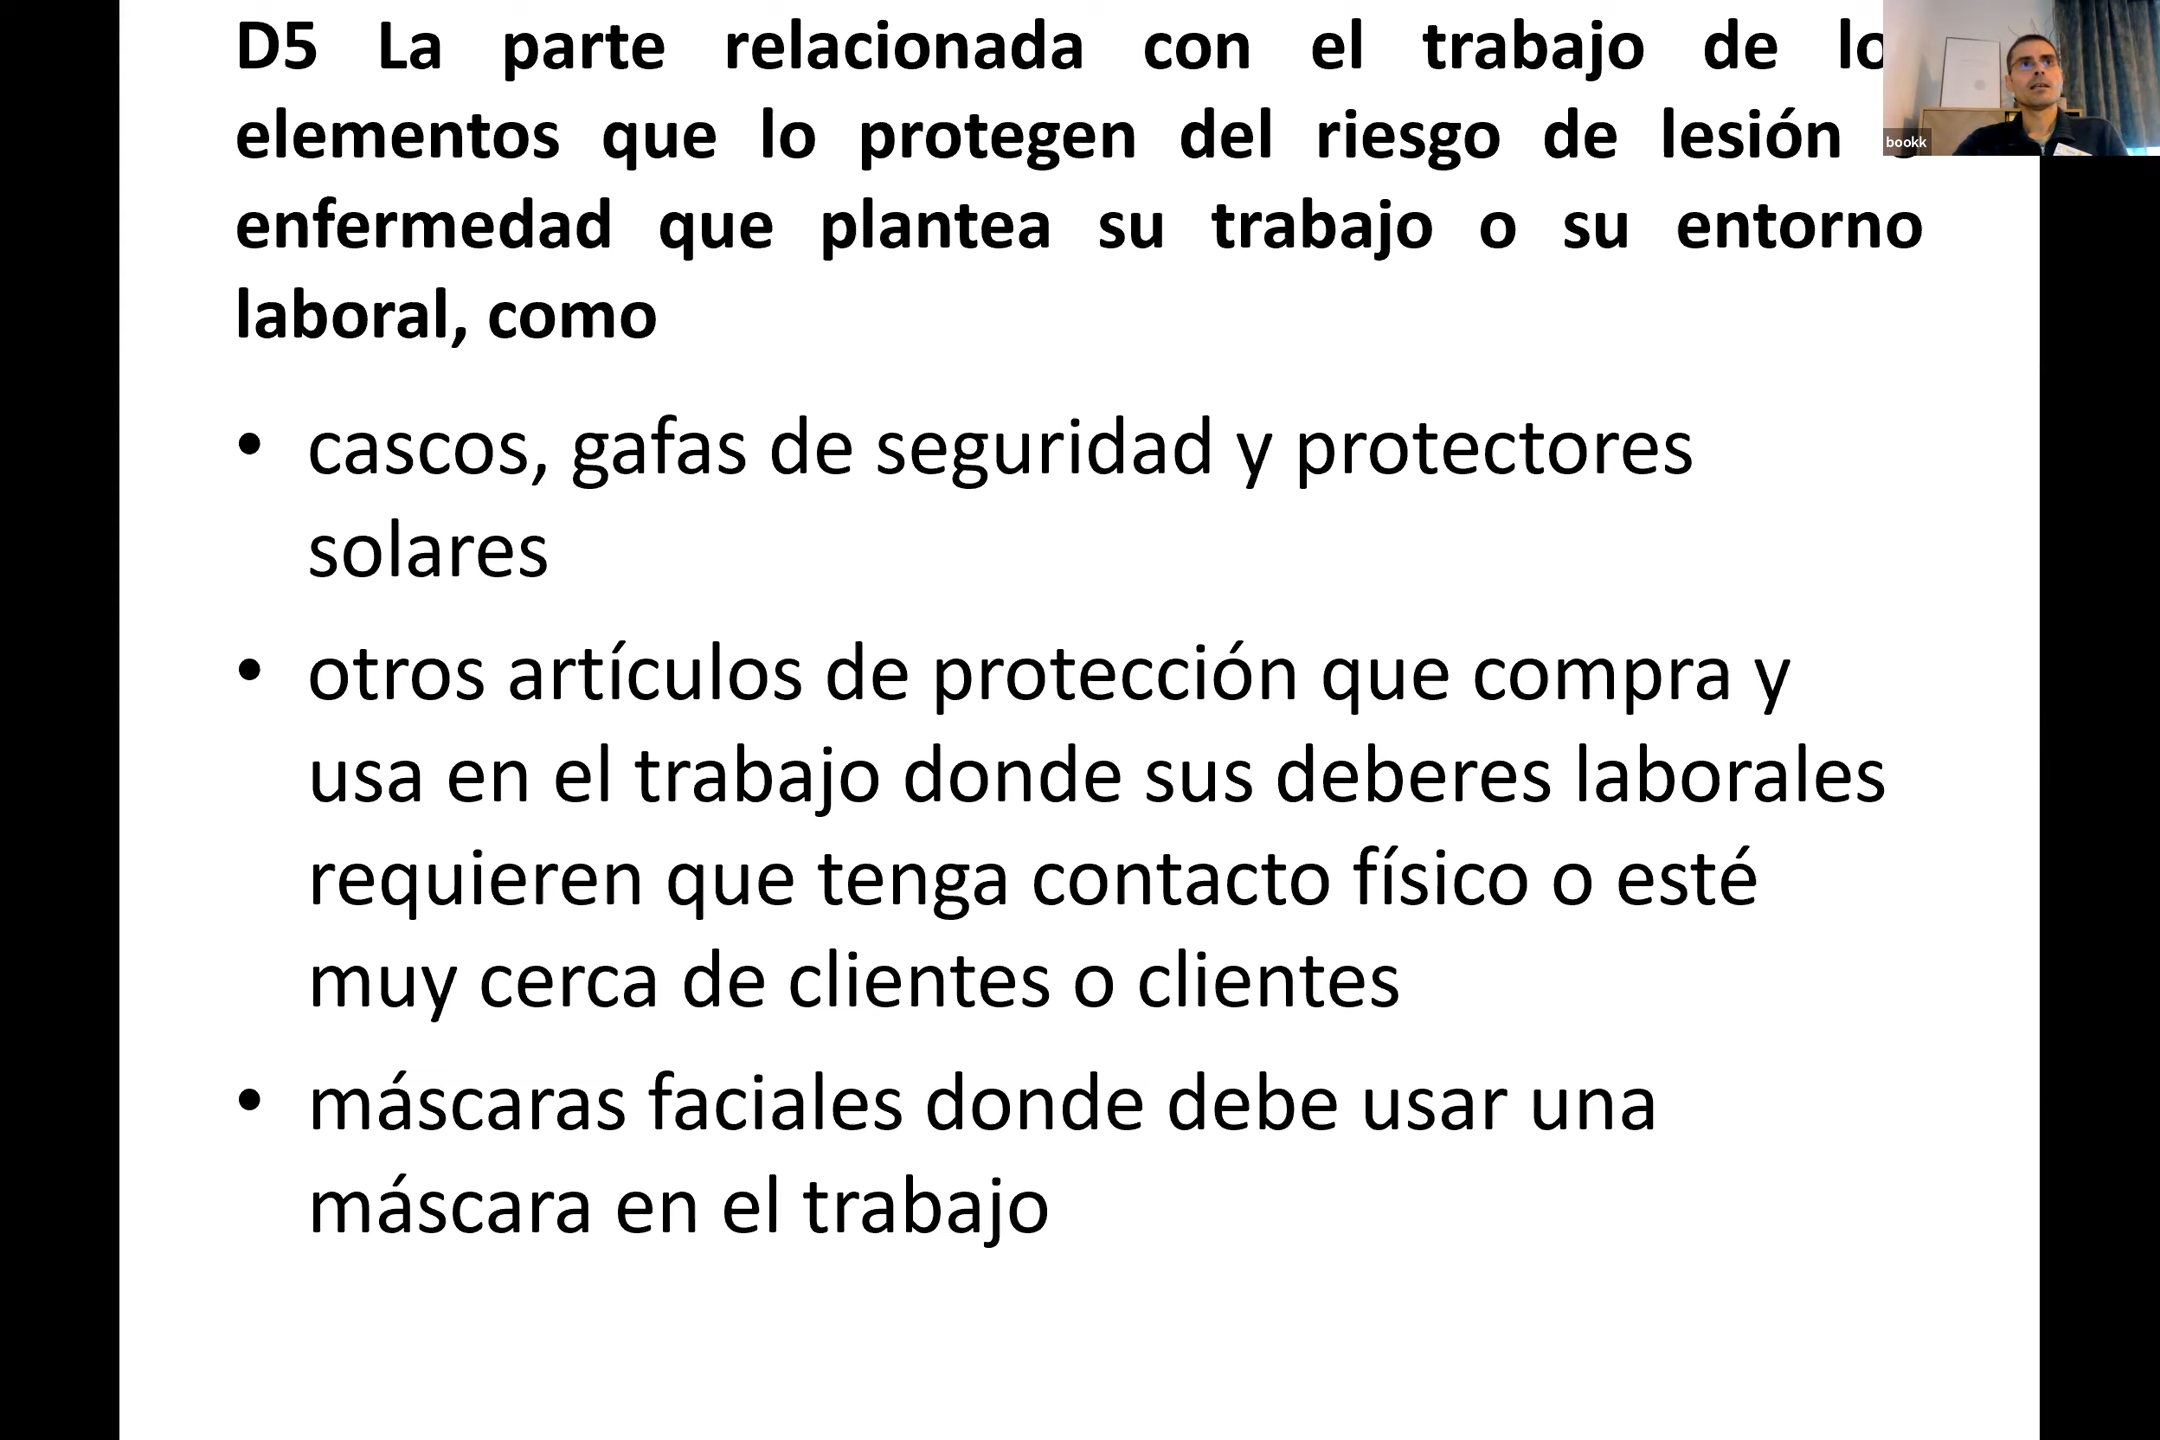 D5 La parte relacionada con el trabajo de
elementos que lo protegen del riesgo de lesión
enfermedad que plantea su trabajo o su entorno
laboral, como
• cascos, gafas de seguridad y protectores
solares
• otros artículos de protección que compra y
usa en el trabajo donde sus deberes laborales
requieren que tenga contacto físico o esté
muy cerca de clientes o clientes
• máscaras faciales donde debe usar una
máscara en el trabajo
bookk